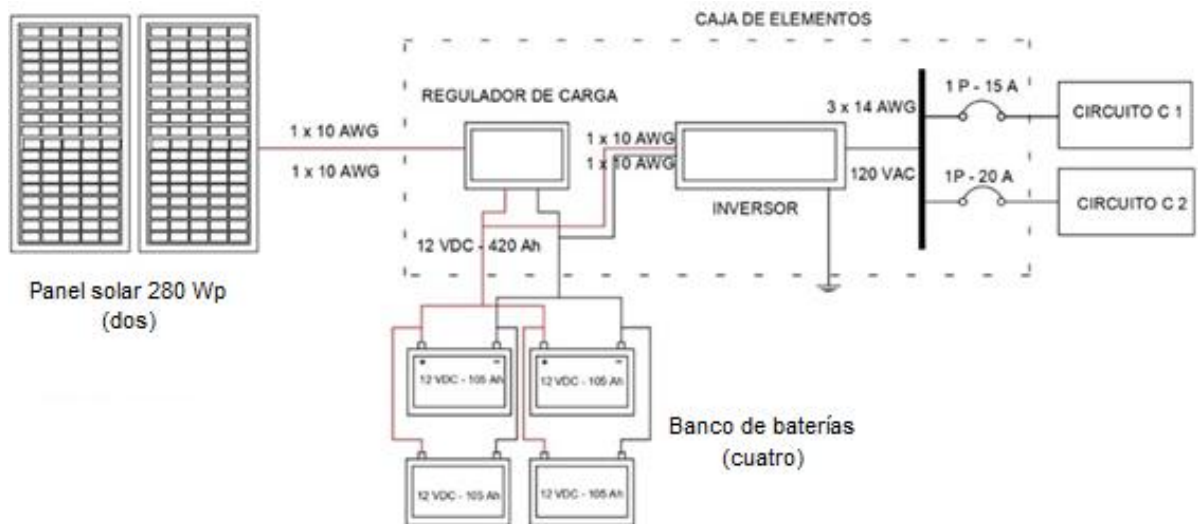 CAJA DE ELEMENTOS
REGULADOR DE CARGA
1 x 10 AWG
1 x 10 AWG
1 x 10 AWG
1 x 10 AWG
INVERSOR
3 x 14 AWG
120 VAC
1 P - 15 A
CIRCUITO C 1
1P - 20 A
CIRCUITO C 2
12 VDC - 420 Ah
Panel solar 280 Wp
(dos)
+ -
12 VDC - 105 Ah
+ -
12 VDC - 105 Ah
12 VDC - 105 Ah
12 VDC - 105 Ah
Banco de baterías
(cuatro)